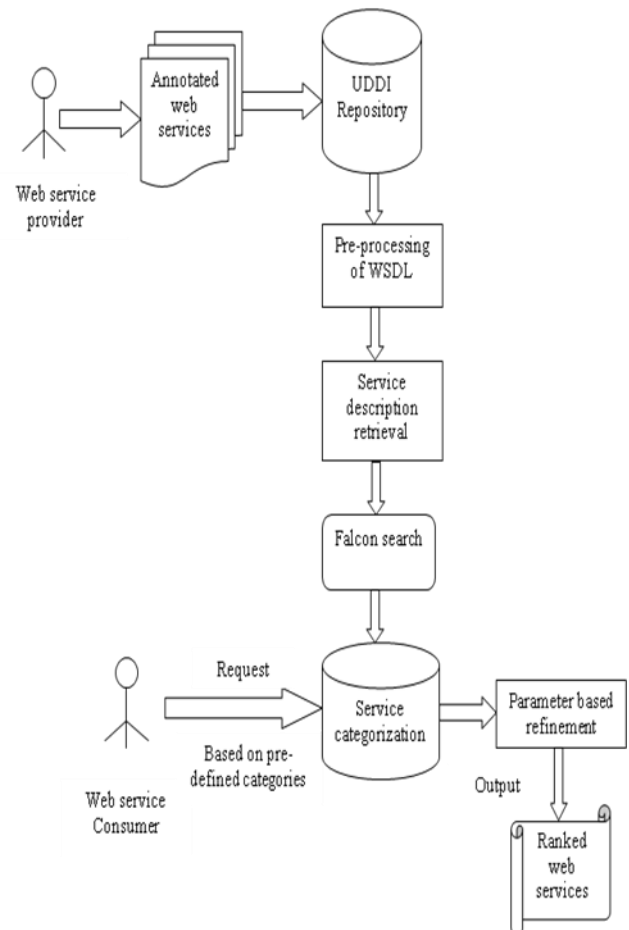 Annotated
web
services
UDDI
Repository
Web service
provider
Pre-processing
of WSDL
Service
description
retrieval
Falcon search
Request
Service
categorization
Parameter based
refinement
Based on pre-
defined categories
Web service
Consumer
Output
Ranked
web
services